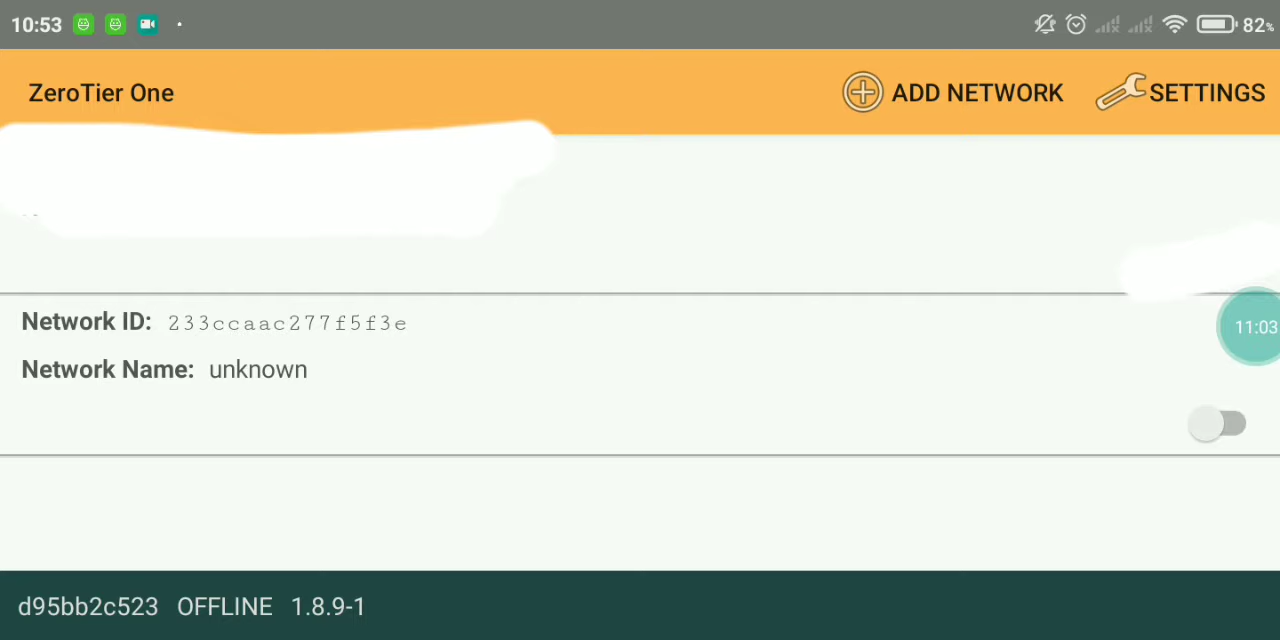 10:53 82%
ZeroTier One ADD NETWORK SETTINGS
Network ID: 233ccaac277f5f3e
11:03
Network Name: unknown
d95bb2c523 OFFLINE 1.8.9-1